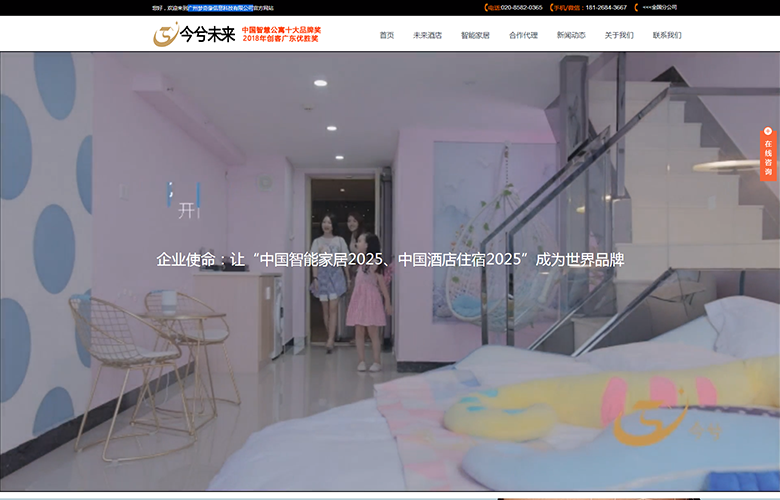 您好，欢迎来到广州梦奇泰信息科技有限公司官方网站
电话:020-8582-0365
手机/微信：181-2684-3667
<<<全国分公司
今兮未来
中国智慧公寓十大品牌奖
2018年创客广东优胜奖
首页
未来酒店
智能家居
合作代理
新闻动态
关于我们
联系我们
在线咨询
开
企业使命：让“中国智能家居2025、中国酒店住宿2025”成为世界品牌
今兮